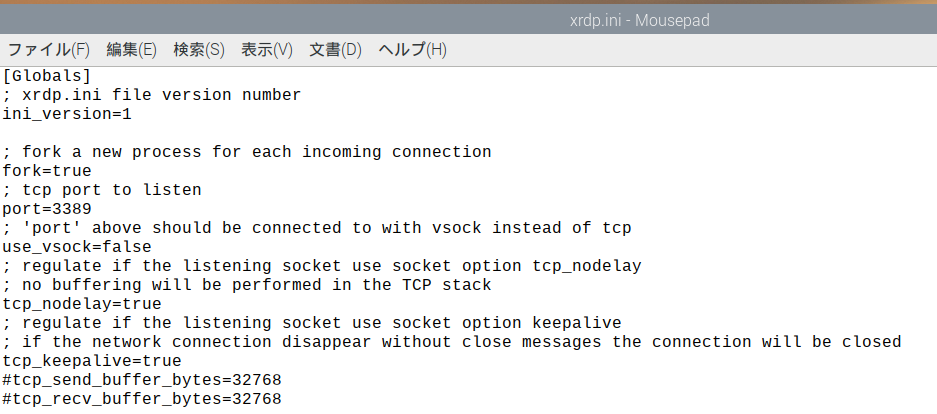 xrdp.ini - Mousepad
ファイル(F) 編集(E) 検索(S) 表示(V) 文書(D) ヘルプ(H)
[Globals]
; xrdp.ini file version number
ini_version=1
; fork a new process for each incoming connection
fork=true
; tcp port to listen
port=3389
; 'port' above should be connected to with vsock instead of tcp
use_vsock=false
; regulate if the listening socket use socket option tcp_nodelay
; no buffering will be performed in the TCP stack
tcp_nodelay=true
; regulate if the listening socket use socket option keepalive
; if the network connection disappear without close messages the connection will be closed
tcp_keepalive=true
#tcp_send_buffer_bytes=32768
#tcp_recv_buffer_bytes=32768